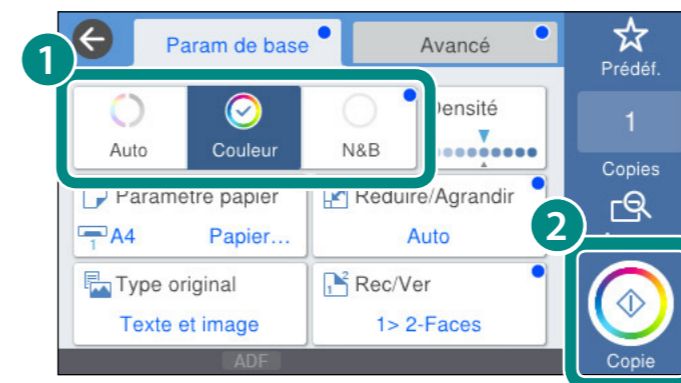 1
Param de base
Avancé
Prédéf.
Auto
Couleur
N&B
Densité
1
Copies
Paramètre papier
Réduire/Agrandir
1
A4
Papier...
Auto
2
Type original
Rec/Ver
Texte et image
1> 2-Faces
ADF
Copie